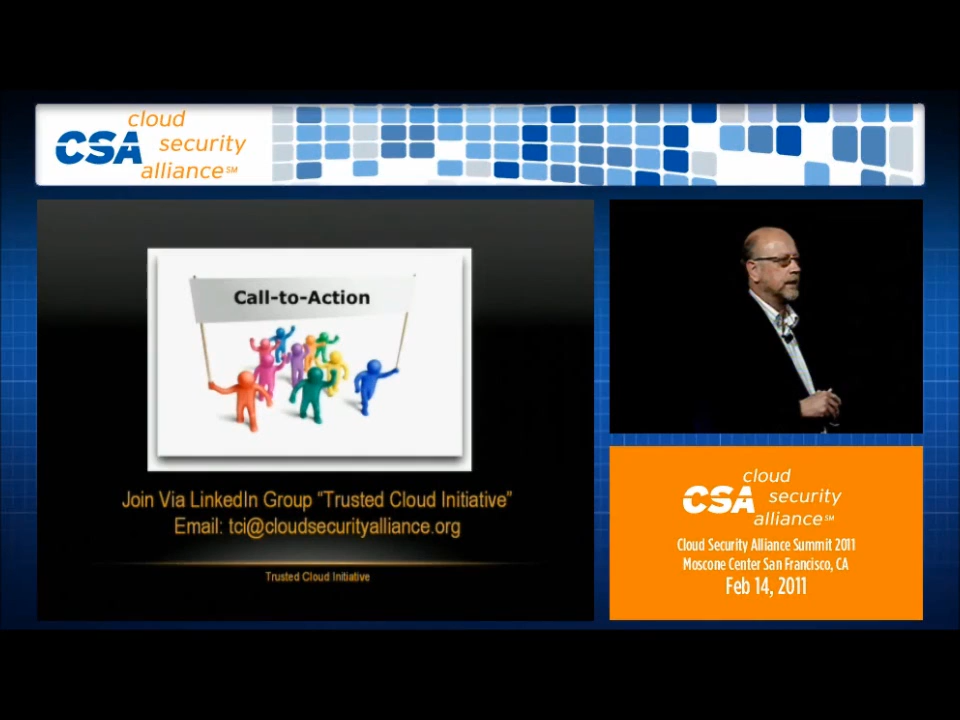 cloud
CSA security
alliance℠
Call-to-Action
Join Via LinkedIn Group “Trusted Cloud Initiative”
Email: tci@cloudsecurityalliance.org
Trusted Cloud Initiative
cloud
CSA security
alliance℠
Cloud Security Alliance Summit 2011
Moscone Center San Francisco, CA
Feb 14, 2011